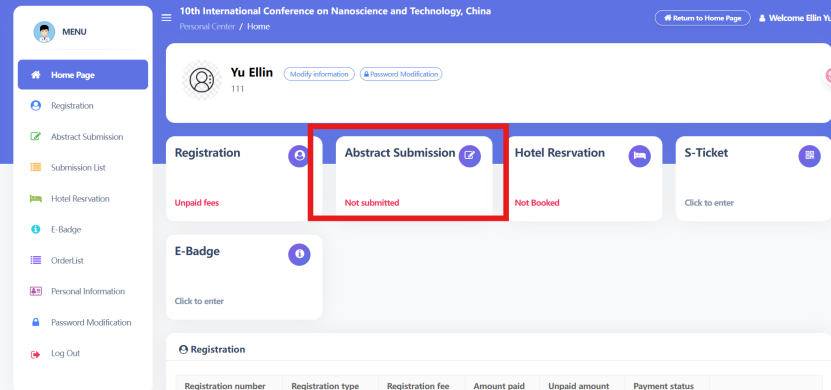 10th International Conference on Nanoscience and Technology, China
Personal Center / Home
Return to Home Page
Welcome Ellin Yu
MENU
Home Page
Registration
Abstract Submission
Submission List
Hotel Resrvation
E-Badge
OrderList
Personal Information
Password Modification
Log Out
Yu Ellin
Modify information
Password Modification
111
Registration
Unpaid fees
Abstract Submission
Not submitted
Hotel Resrvation
Not Booked
S-Ticket
Click to enter
E-Badge
Click to enter
Registration
Registration number Registration type Registration fee Amount paid Unpaid amount Payment status